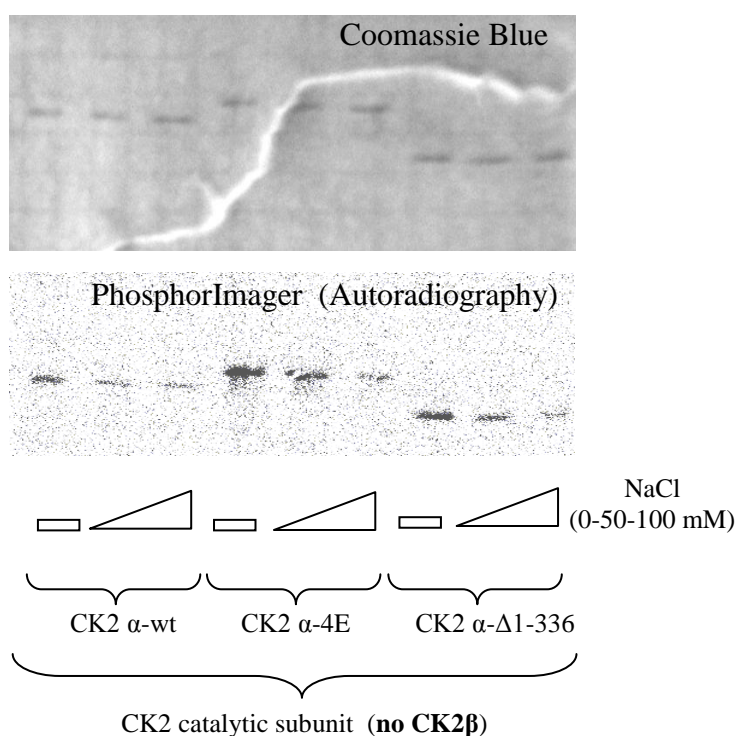 Coomassie Blue
PhosphorImager (Autoradiography)
NaCl
(0-50-100 mM)
CK2 α-wt
CK2 α-4E
CK2 α-Δ1-336
CK2 catalytic subunit (no CK2β)